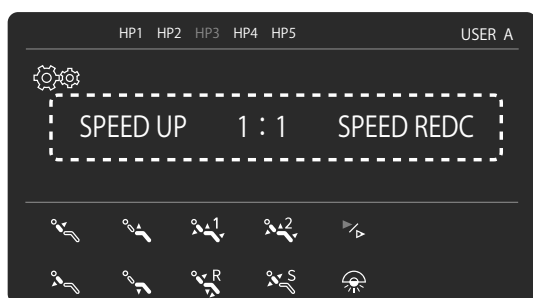 HP1 HP2 HP3 HP4 HP5 USER A
SPEED UP 1 : 1 SPEED REDC
1 2
R S